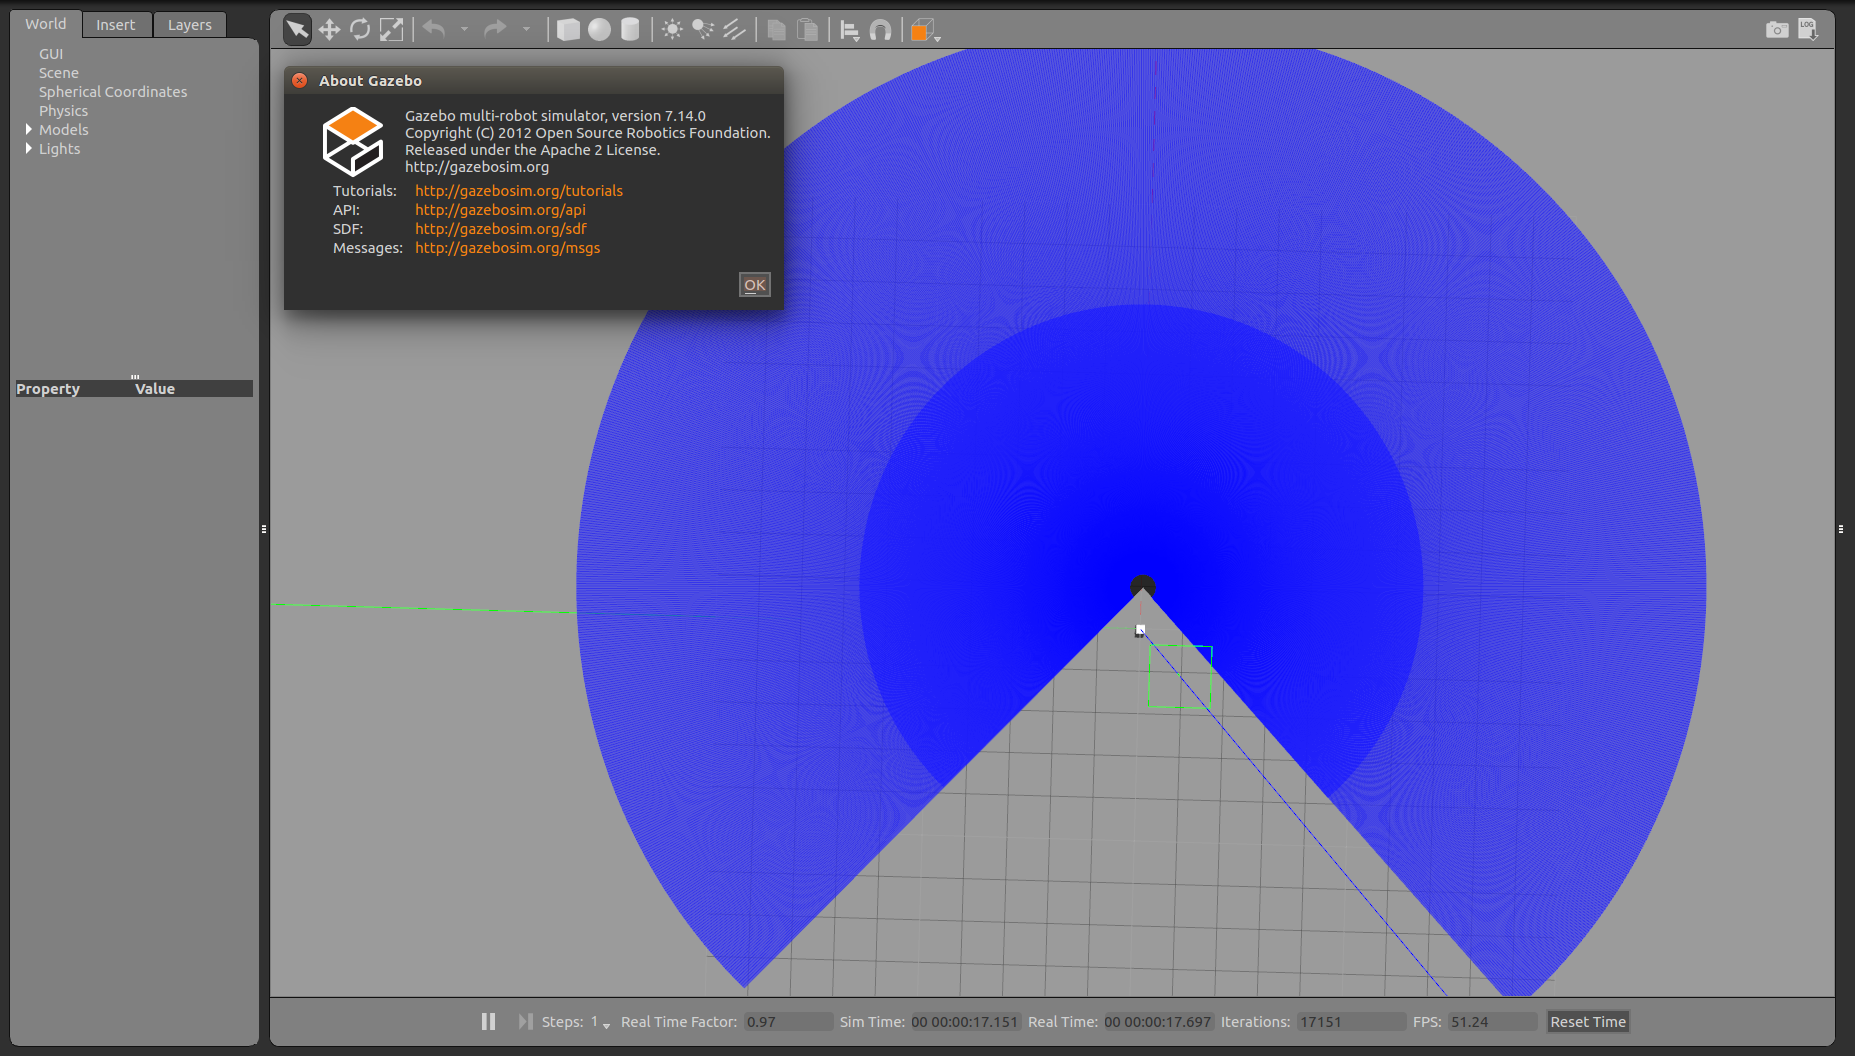 World Insert Layers
GUI
Scene
Spherical Coordinates
Physics
Models
Lights
Property Value
LOG
About Gazebo
Gazebo multi-robot simulator, version 7.14.0
Copyright (C) 2012 Open Source Robotics Foundation.
Released under the Apache 2 License.
http://gazebosim.org
Tutorials: http://gazebosim.org/tutorials
API: http://gazebosim.org/api
SDF: http://gazebosim.org/sdf
Messages: http://gazebosim.org/msgs
OK
Steps: 1 Real Time Factor: 0.97 Sim Time: 00 00:00:17.151 Real Time: 00 00:00:17.697 Iterations: 17151 FPS: 51.24 Reset Time